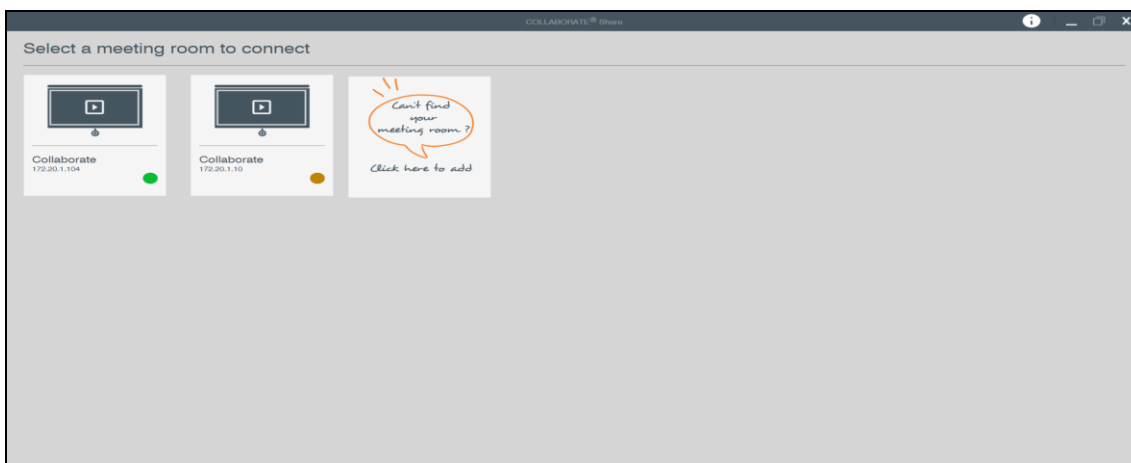 COLLABORATE® Share
Select a meeting room to connect
Collaborate
172.20.1.104
Collaborate
172.20.1.10
Can't find
your
meeting room ?
Click here to add